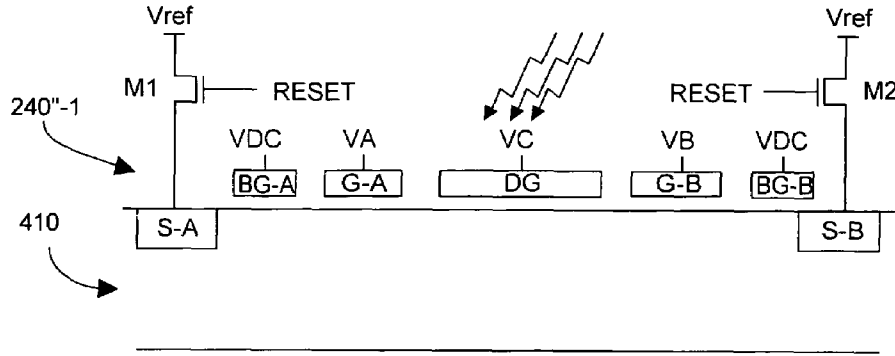 Vref
Vref
M1
RESET
RESET
M2
240"-1
VDC
VA
VC
VB
VDC
BG-A
G-A
DG
G-B
BG-B
410
S-A
S-B